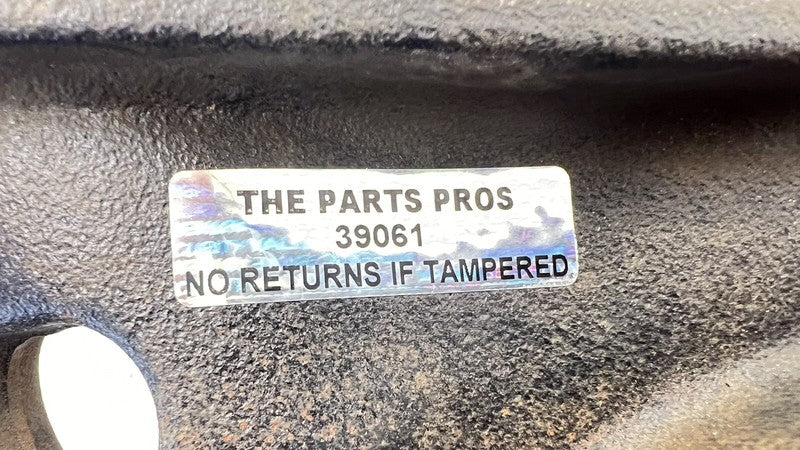 THE PARTS PROS
39061
NO RETURNS IF TAMPERED